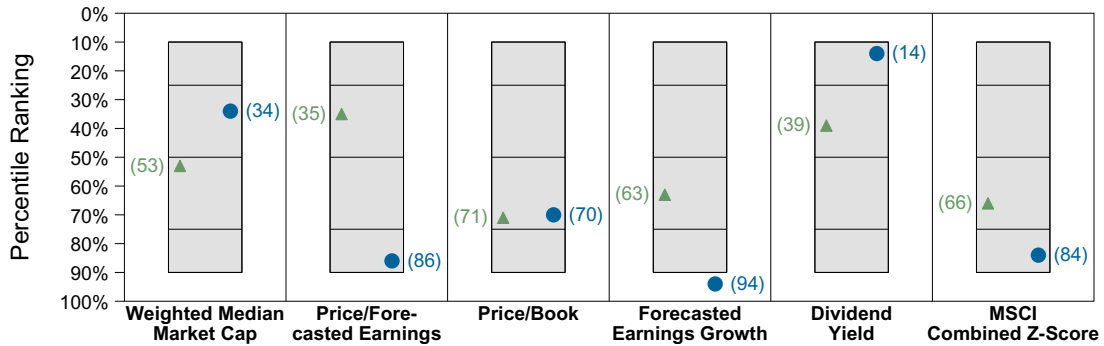 Percentile Ranking
0%
10%
20%
30%
40%
50%
60%
70%
80%
90%
100%
(53)
(34)
(35)
(86)
(71)
(70)
(63)
(94)
(39)
(14)
(66)
(84)
Weighted Median
Market Cap
Price/Fore-
casted Earnings
Price/Book
Forecasted
Earnings Growth
Dividend
Yield
MSCI
Combined Z-Score